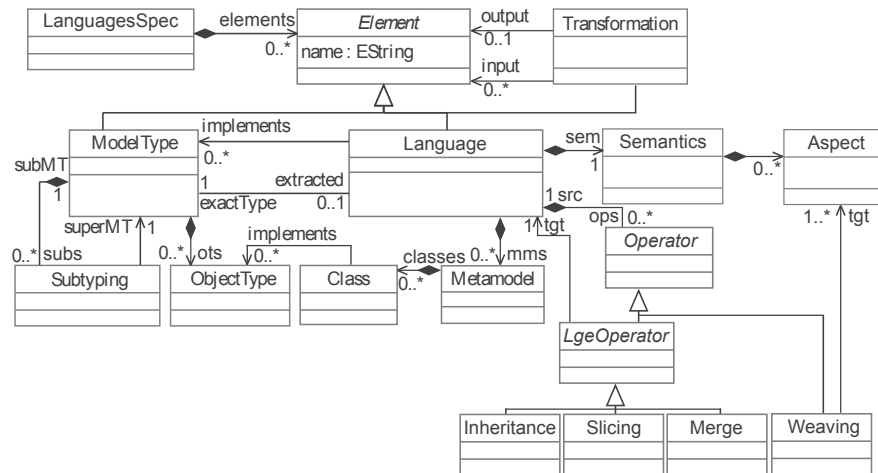 LanguagesSpec
elements
0..*
Element
name : EString
output
0..1
input
0..*
Transformation
ModelType
implements
0..*
Language
sem
1
Semantics
0..*
Aspect
subMT
1
1
exactType
extracted
0..1
1 src
ops 0..*
1..* tgt
superMT 1
0..* subs
0..* ots
implements
0..*
classes
0..*
0..* mms
1 tgt
Operator
Subtyping
ObjectType
Class
Metamodel
LgeOperator
Inheritance
Slicing
Merge
Weaving